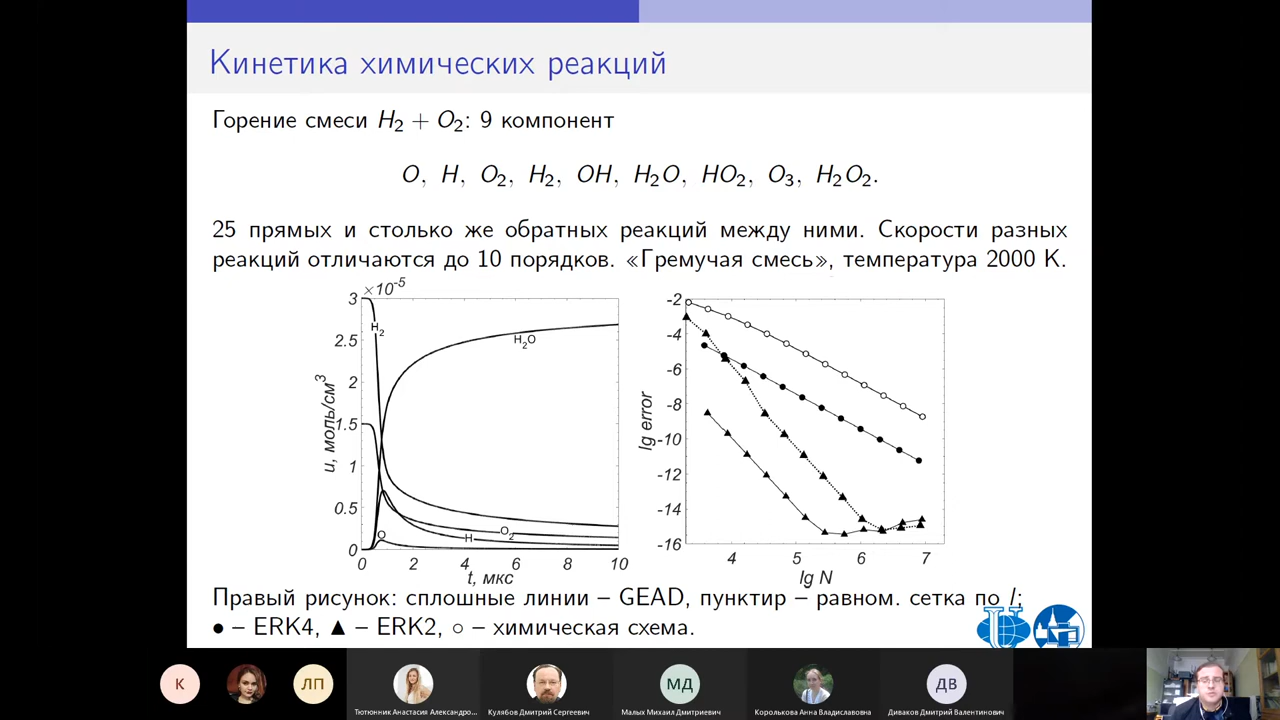 Кинетика химических реакций
Горение смеси H₂ + O₂: 9 компонент
O, H, O₂, H₂, OH, H₂O, HO₂, O₃, H₂O₂.
25 прямых и столько же обратных реакций между ними. Скорости разных
реакций отличаются до 10 порядков. «Гремучая смесь», температура 2000 К.
×10⁻⁵
3
2.5
2
1.5
1
0.5
0
u, моль/см³
H₂
H₂O
O
H
O₂
0 2 4 6 8 10
t, мкс
-2
-4
-6
-8
-10
-12
-14
-16
lg error
4 5 6 7
lg N
Правый рисунок: сплошные линии – GEAD, пунктир – равном. сетка по l;
● – ERK4, ▲ – ERK2, ○ – химическая схема.
К
ЛП
МД
ДВ
Тютюнник Анастасия Александро...
Кулябов Дмитрий Сергеевич
Малых Михаил Дмитриевич
Королькова Анна Владиславовна
Диваков Дмитрий Валентинович